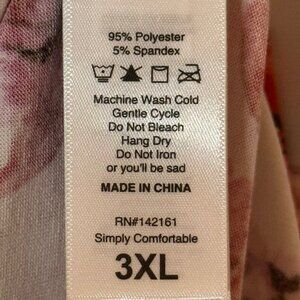 95% Polyester
5% Spandex
Machine Wash Cold
Gentle Cycle
Do Not Bleach
Hang Dry
Do Not Iron
or you'll be sad
MADE IN CHINA
RN#142161
Simply Comfortable
3XL